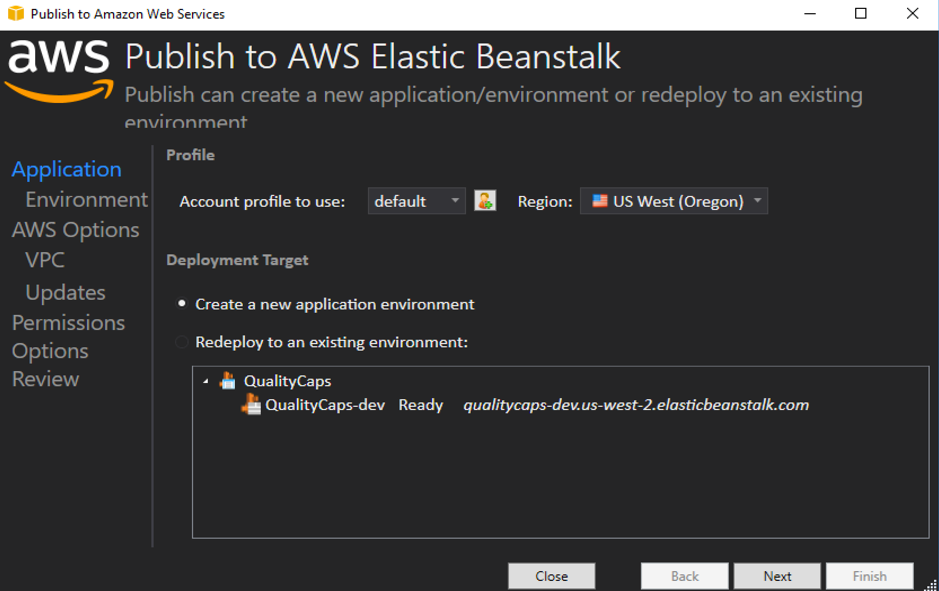 Publish to Amazon Web Services
aws
Publish to AWS Elastic Beanstalk
Publish can create a new application/environment or redeploy to an existing
environment
Application
Environment
AWS Options
VPC
Updates
Permissions
Options
Review
Profile
Account profile to use: default Region: US West (Oregon)
Deployment Target
Create a new application environment
Redeploy to an existing environment:
QualityCaps
QualityCaps-dev Ready qualitycaps-dev.us-west-2.elasticbeanstalk.com
Close Back Next Finish